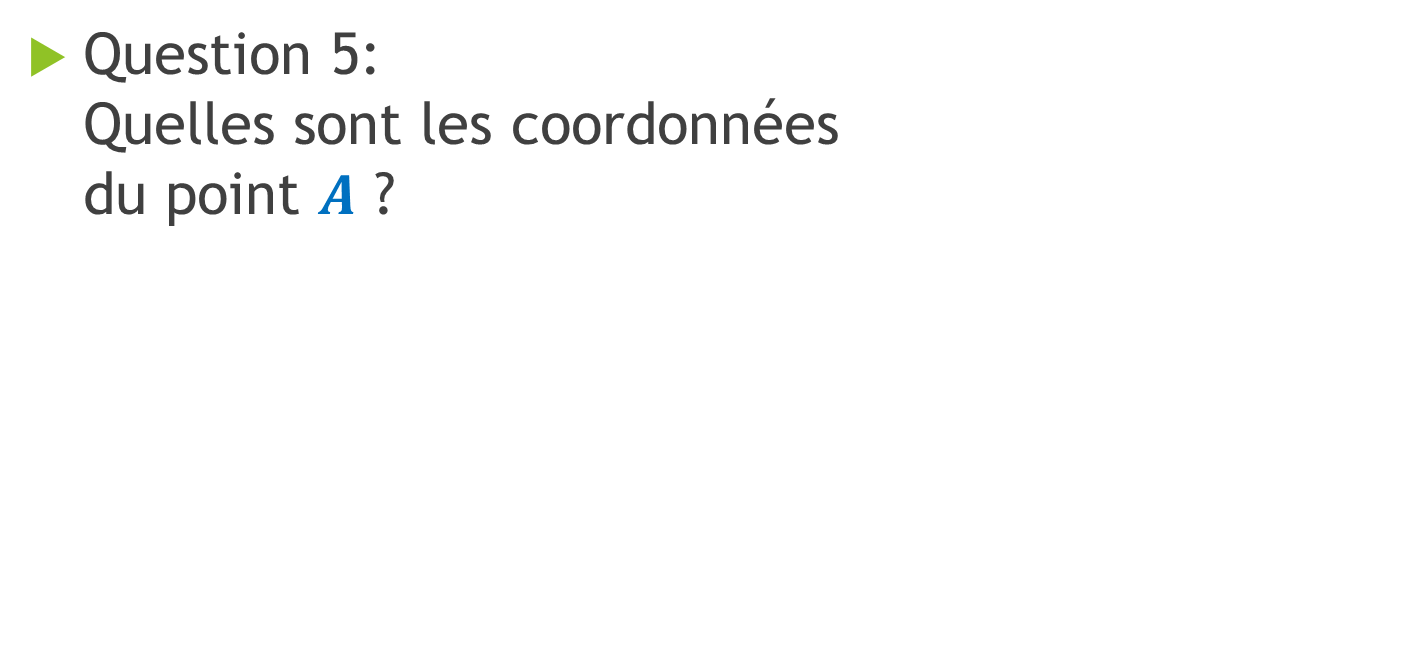 Question 5:
Quelles sont les coordonnées
du point A ?